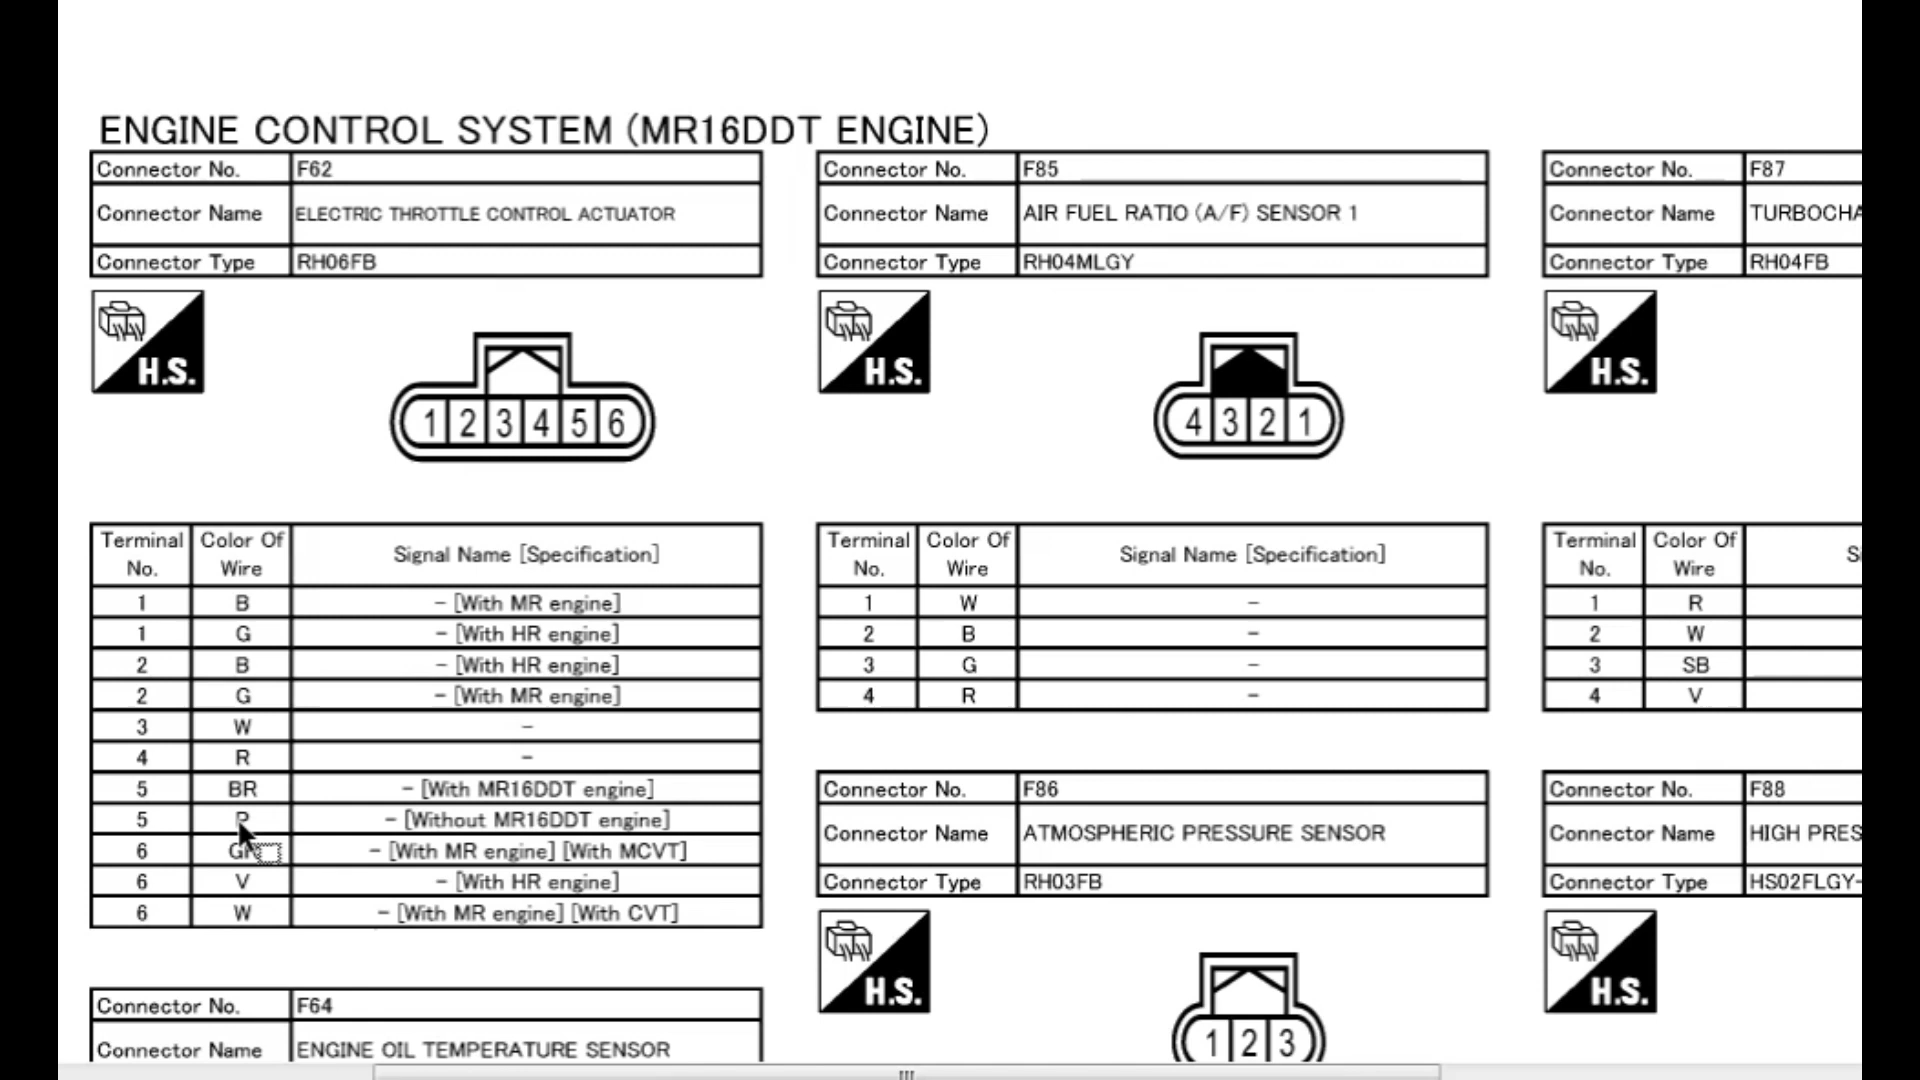 ENGINE CONTROL SYSTEM (MR16DDT ENGINE)
Connector No. F62
Connector Name ELECTRIC THROTTLE CONTROL ACTUATOR
Connector Type RH06FB
H.S.
1 2 3 4 5 6
Terminal No. Color Of Wire Signal Name [Specification]
1 B - [With MR engine]
1 G - [With HR engine]
2 B - [With HR engine]
2 G - [With MR engine]
3 W -
4 R -
5 BR - [With MR16DDT engine]
5 - [Without MR16DDT engine]
6 - [With MR engine] [With MCVT]
6 V - [With HR engine]
6 W - [With MR engine] [With CVT]
Connector No. F64
Connector Name ENGINE OIL TEMPERATURE SENSOR
Connector No. F85
Connector Name AIR FUEL RATIO (A/F) SENSOR 1
Connector Type RH04MLGY
H.S.
4 3 2 1
Terminal No. Color Of Wire Signal Name [Specification]
1 W -
2 B -
3 G -
4 R -
Connector No. F86
Connector Name ATMOSPHERIC PRESSURE SENSOR
Connector Type RH03FB
H.S.
1 2 3
Connector No. F87
Connector Name TURBOCHA
Connector Type RH04FB
H.S.
Terminal No. Color Of Wire S
1 R
2 W
3 SB
4 V
Connector No. F88
Connector Name HIGH PRES
Connector Type HS02FLGY-
H.S.